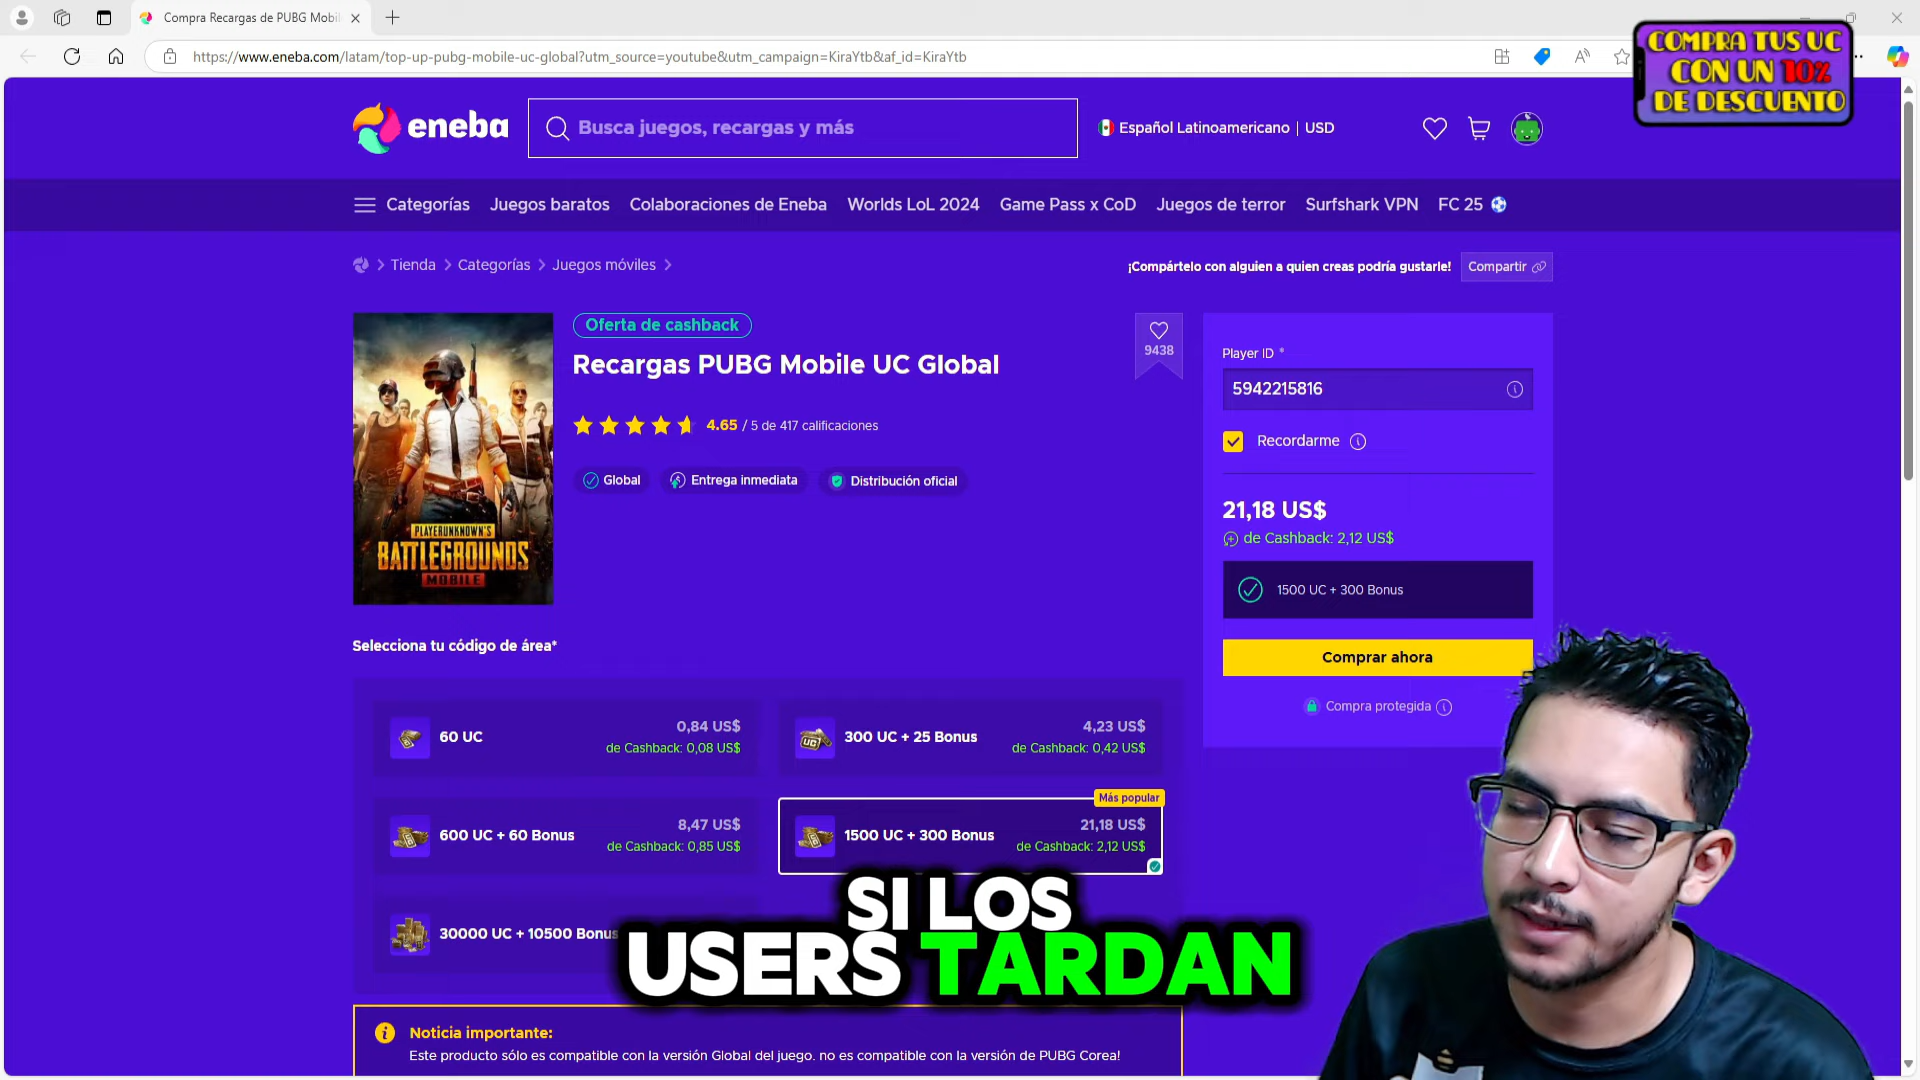 Compra Recargas de PUBG Mobil
https://www.eneba.com/latam/top-up-pubg-mobile-uc-global?utm_source=youtube&utm_campaign=KiraYtb&af_id=KiraYtb
COMPRA TUS UC
CON UN 10%
DE DESCUENTO
eneba
Busca juegos, recargas y más
Español Latinoamericano | USD
Categorías
Juegos baratos
Colaboraciones de Eneba
Worlds LoL 2024
Game Pass x CoD
Juegos de terror
Surfshark VPN
FC 25
Tienda
Categorías
Juegos móviles
¡Compártelo con alguien a quien creas podría gustarle!
Compartir
Oferta de cashback
Recargas PUBG Mobile UC Global
9438
4.65 / 5 de 417 calificaciones
Global
Entrega inmediata
Distribución oficial
PLAYERUNKNOWN'S
BATTLEGROUNDS
MOBILE
Player ID *
5942215816
Recordarme
21,18 US$
de Cashback: 2,12 US$
1500 UC + 300 Bonus
Comprar ahora
Compra protegida
Selecciona tu código de área*
60 UC
0,84 US$
de Cashback: 0,08 US$
300 UC + 25 Bonus
4,23 US$
de Cashback: 0,42 US$
600 UC + 60 Bonus
8,47 US$
de Cashback: 0,85 US$
Más popular
1500 UC + 300 Bonus
21,18 US$
de Cashback: 2,12 US$
30000 UC + 10500 Bonus
SI LOS
USERS TARDAN
Noticia importante:
Este producto sólo es compatible con la versión Global del juego. no es compatible con la versión de PUBG Corea!